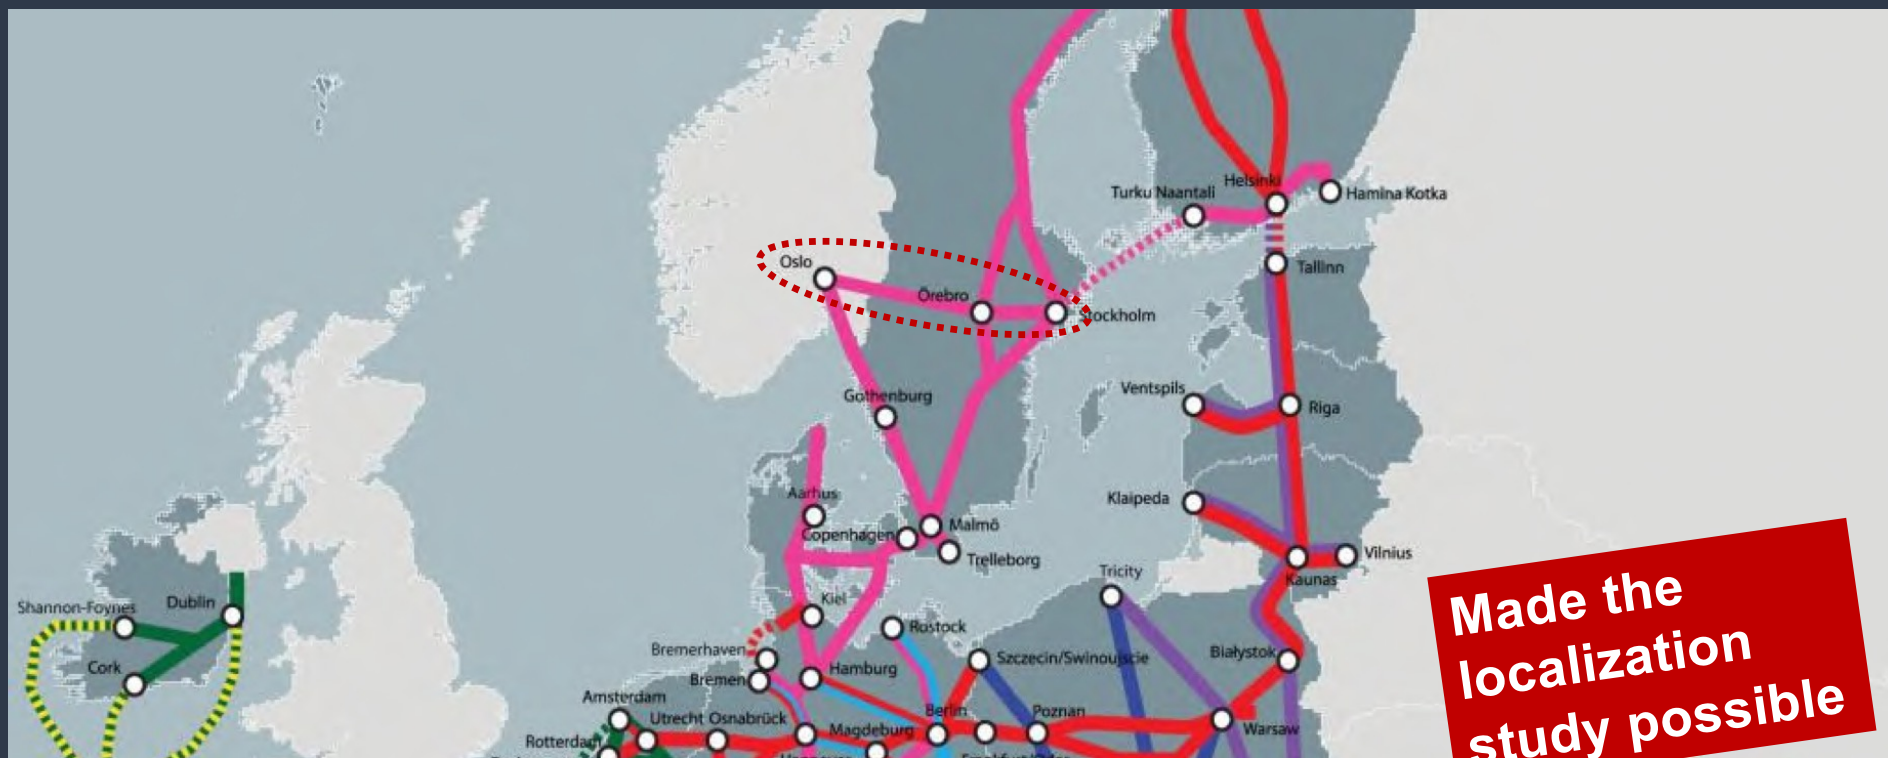 Turku Naantali
Helsinki
Hamina Kotka
Oslo
Tallinn
Örebro
Stockholm
Ventspils
Gothenburg
Riga
Aarhus
Klaipeda
Copenhagen
Malmö
Trelleborg
Vilnius
Kaunas
Tricity
Shannon-Foynes
Dublin
Kiel
Rostock
Bremerhaven
Szczecin/Swinoujscie
Białystok
Cork
Hamburg
Bremen
Amsterdam
Utrecht
Osnabrück
Berlin
Poznan
Magdeburg
Warsaw
Rotterdam
Made the
localization
study possible